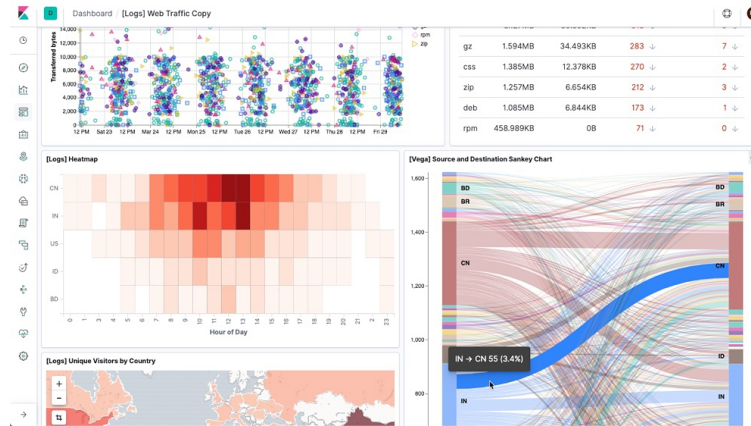 D Dashboard / [Logs] Web Traffic Copy
Transferred bytes
14,000
12,000
10,000
8,000
6,000
4,000
2,000
0
12 PM Sat 23 12 PM Mar 24 12 PM Mon 25 12 PM Tue 26 12 PM Wed 27 12 PM Thu 28 12 PM Fri 29
rpm
zip
gz 1.594MB 34.493KB 283 ↓ 7 ↓
css 1.385MB 12.378KB 270 ↓ 2 ↓
zip 1.257MB 6.654KB 212 ↓ 3 ↓
deb 1.085MB 6.844KB 173 ↓ 1 ↓
rpm 458.989KB 0B 71 ↓ 0 ↓
[Logs] Heatmap
CN
IN
US
ID
BD
0 1 2 3 4 5 6 7 8 9 10 11 12 13 14 15 16 17 18 19 20 21 2 23
Hour of Day
[Vega] Source and Destination Sankey Chart
1,600
1,400
1,200
1,000
800
BD
BR
CN
IN
BD
BR
CN
ID
IN
IN → CN 55 (3.4%)
[Logs] Unique Visitors by Country
+
−